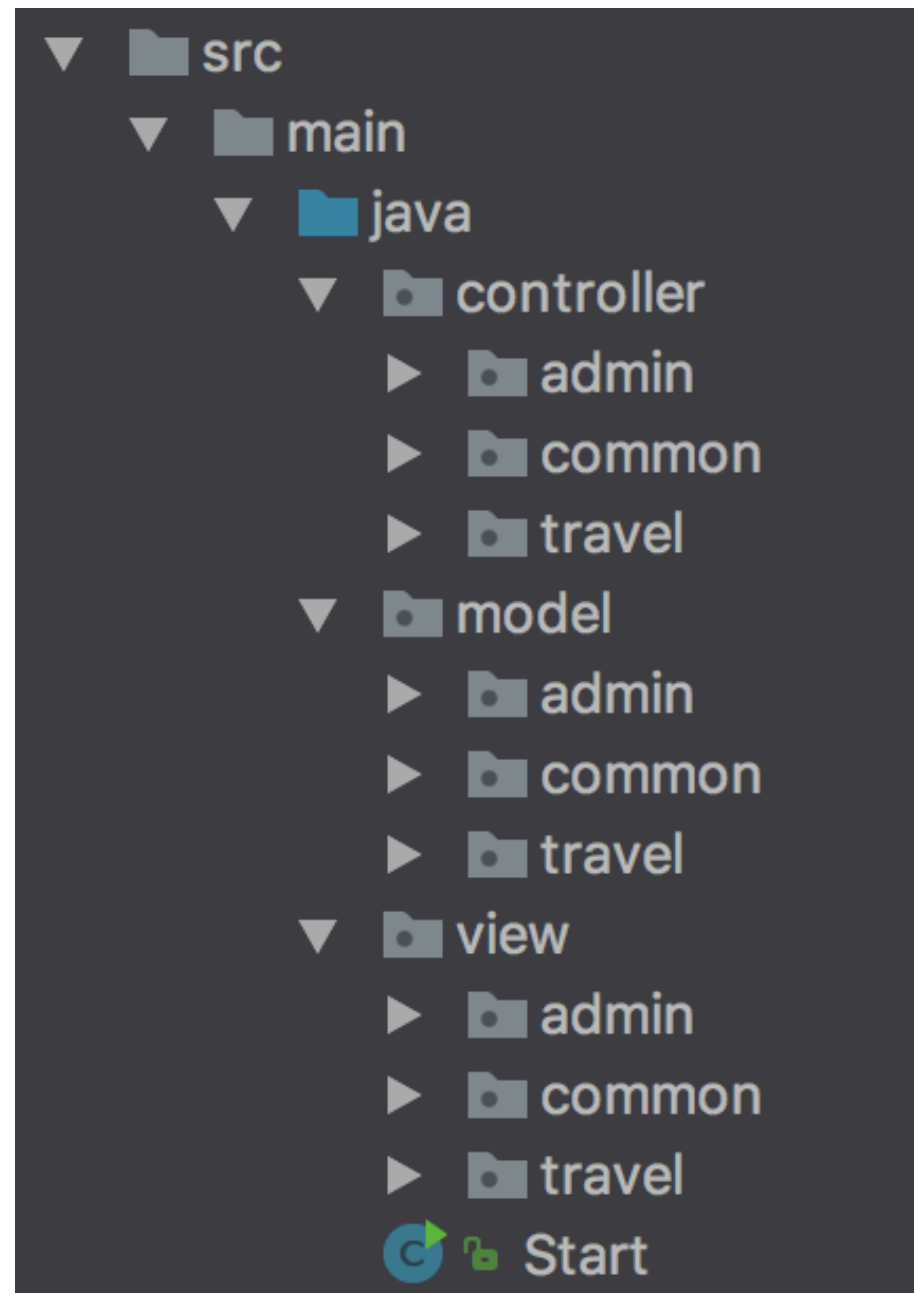 src
main
java
controller
admin
common
travel
model
admin
common
travel
view
admin
common
travel
C Start